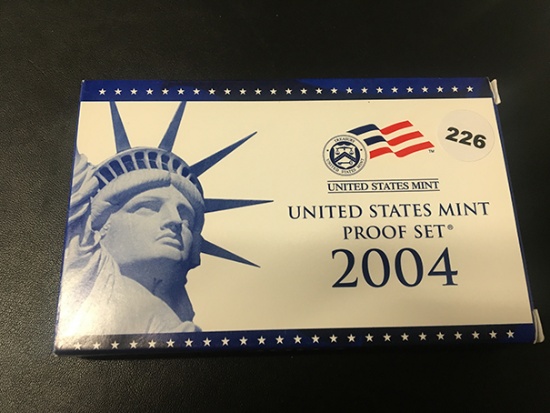 226
UNITED STATES MINT
UNITED STATES MINT
PROOF SET®
2004